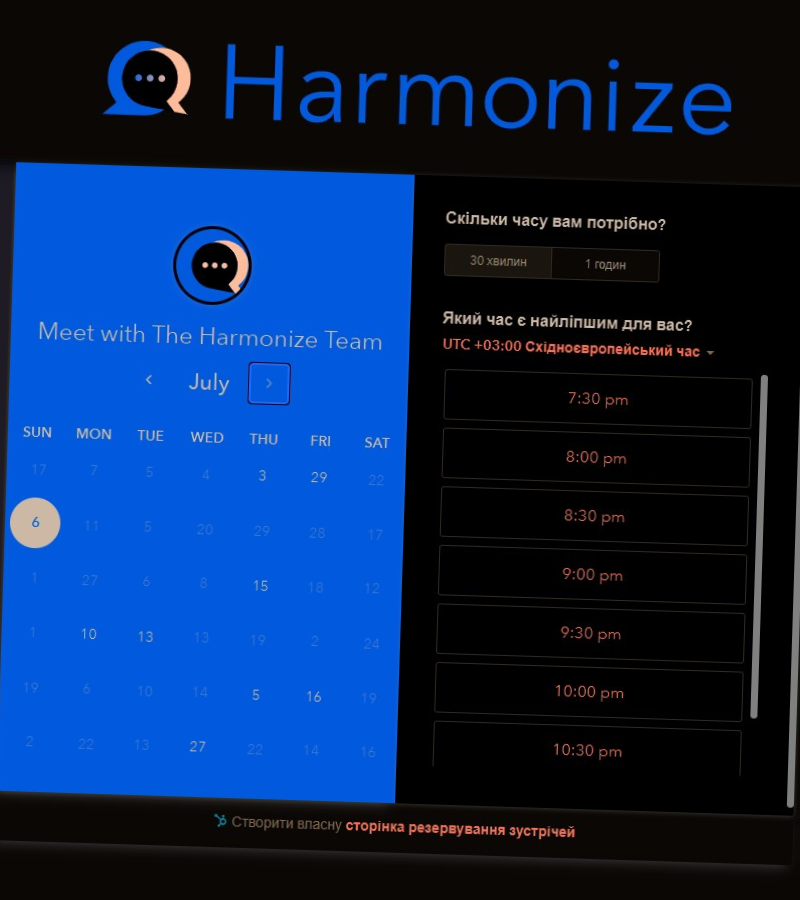 Harmonize
Meet with The Harmonize Team
July
SUN MON TUE WED THU FRI SAT
17 7 5 4 3 29 22
6 11 5 20 29 28 17
1 27 6 8 15 18 12
1 10 13 13 19 2 24
19 6 10 14 5 16 19
2 22 13 27 22 14 16
Скільки часу вам потрібно?
30 хвилин 1 годин
Який час є найліпшим для вас?
UTC +03:00 Східноєвропейський час
7:30 pm
8:00 pm
8:30 pm
9:00 pm
9:30 pm
10:00 pm
10:30 pm
Створити власну сторінка резервування зустрічей